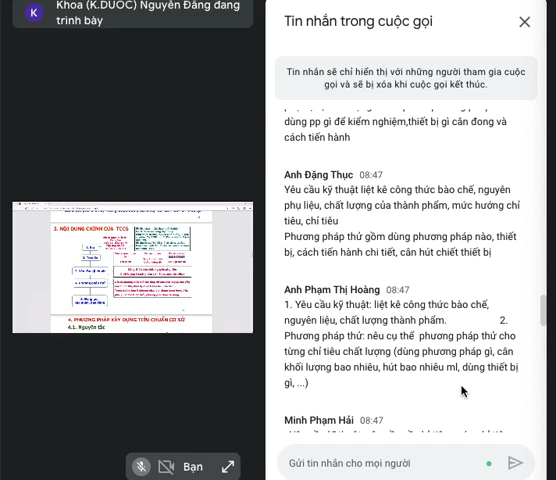 K
Khoa (K.DUOC) Nguyễn Đăng đang
trình bày
3. NỘI DUNG CHÍNH CỦA TCCS
4. PHƯƠNG PHÁP XÂY DỰNG TIÊU CHUẨN CƠ SỞ
4.1. Nguyên tắc
Bạn
Tin nhắn trong cuộc gọi
Tin nhắn sẽ chỉ hiển thị với những người tham gia cuộc
gọi và sẽ bị xóa khi cuộc gọi kết thúc.
dùng pp gì để kiểm nghiệm,thiết bị gì cân đong và
cách tiến hành
Anh Đặng Thục 08:47
Yêu cầu kỹ thuật liệt kê công thức bào chế, nguyên
phụ liệu, chất lượng của thành phẩm, mức hướng chỉ
tiêu, chỉ tiêu
Phương pháp thử gồm dùng phương pháp nào, thiết
bị, cách tiến hành chi tiết, cân hút chiết thiết bị
Anh Phạm Thị Hoàng 08:47
1. Yêu cầu kỹ thuật: liệt kê công thức bào chế,
nguyên liệu, chất lượng thành phẩm. 2.
Phương pháp thử: nêu cụ thể phương pháp thử cho
từng chỉ tiêu chất lượng (dùng phương pháp gì, cân
khối lượng bao nhiêu, hút bao nhiêu ml, dùng thiết bị
gì, ...)
Minh Phạm Hải 08:47
Gửi tin nhắn cho mọi người